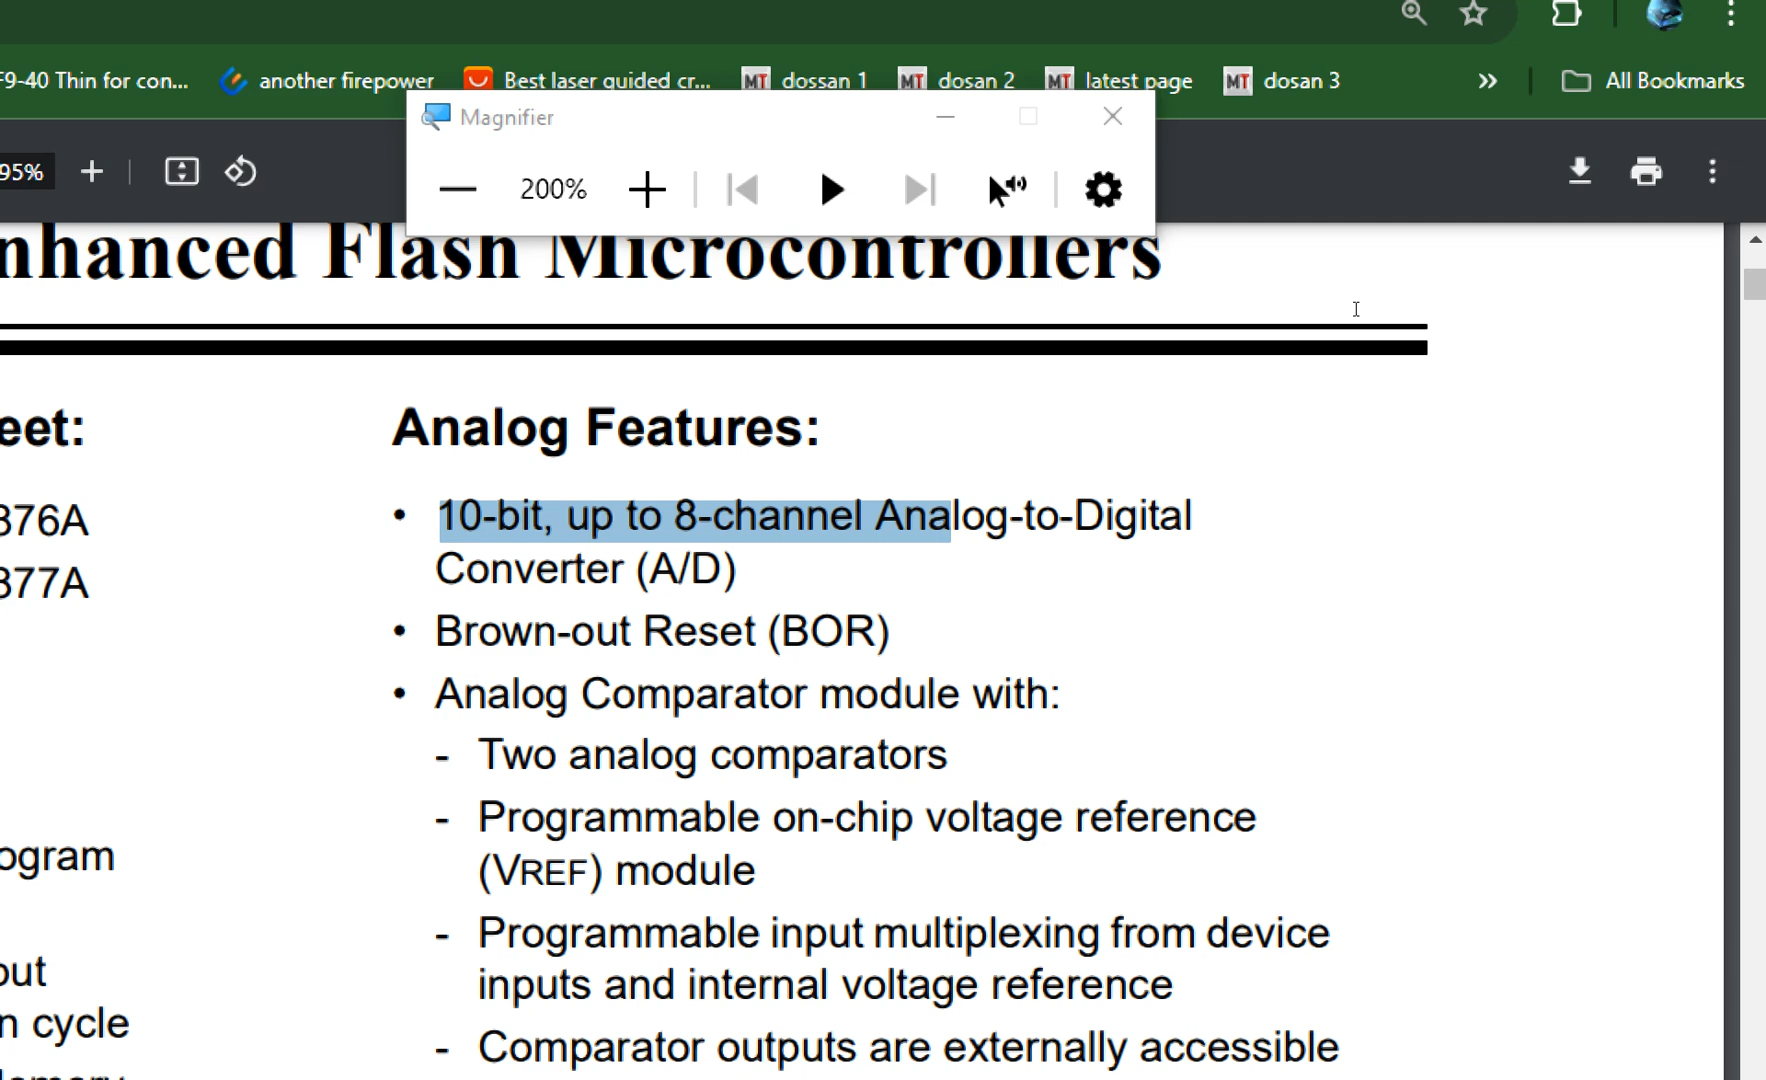 F9-40 Thin for con...
another firepower
Best laser guided cr...
MT dossan 1
MT dosan 2
MT latest page
MT dosan 3
All Bookmarks
Magnifier
95%
200%
nhanced Flash Microcontrollers
eet:
Analog Features:
876A
• 10-bit, up to 8-channel Analog-to-Digital
Converter (A/D)
877A
• Brown-out Reset (BOR)
• Analog Comparator module with:
- Two analog comparators
- Programmable on-chip voltage reference
(VREF) module
ogram
- Programmable input multiplexing from device
inputs and internal voltage reference
out
n cycle
- Comparator outputs are externally accessible